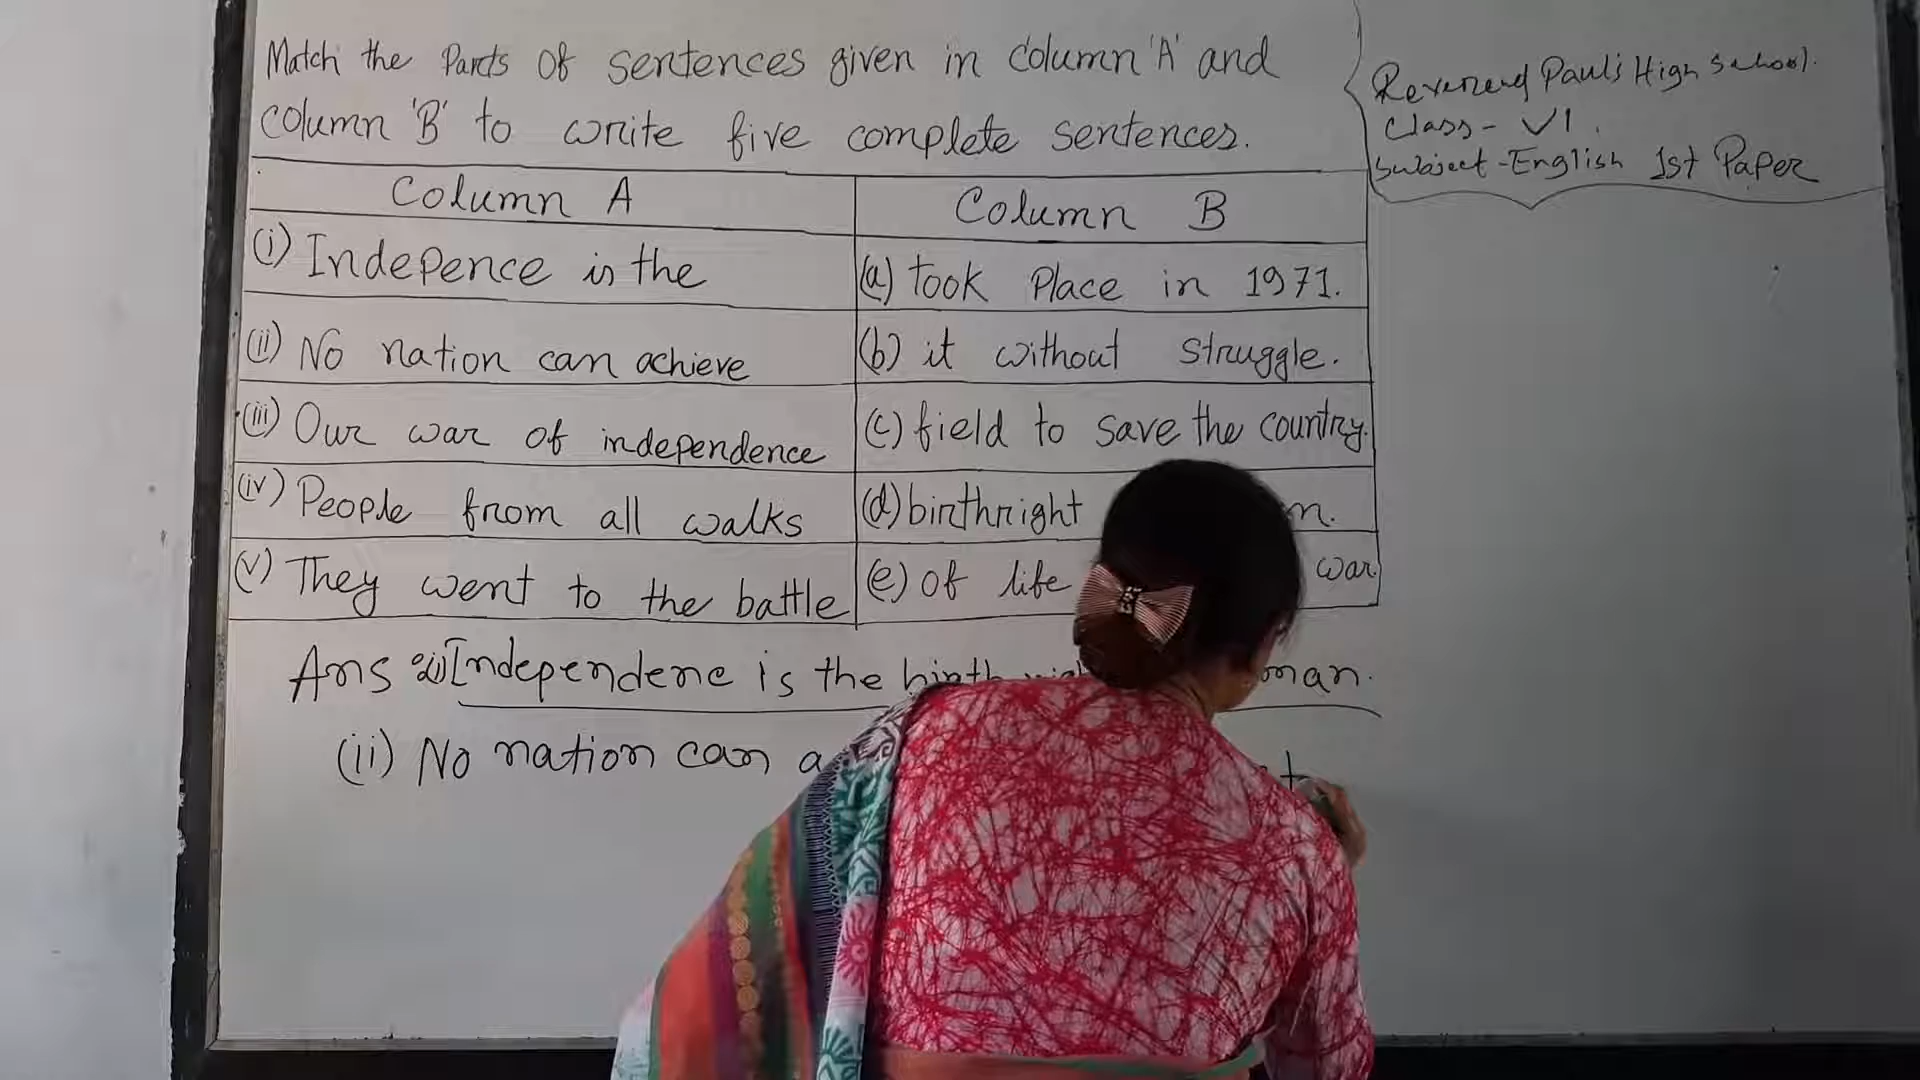 Match the Parts of sentences given in column 'A' and
column 'B' to write five complete sentences.
Reverend Paul's High School.
Class- VI.
Subject-English 1st Paper
Column A
Column B
(i) Indepence is the
(a) took Place in 1971.
(ii) No nation can achieve
(b) it without struggle.
(iii) Our war of independence
(c) field to save the country.
(iv) People from all walks
(d) birthright
(v) They went to the battle
(e) of life war
Ans (i) Independene is the birth man.
(ii) No nation can